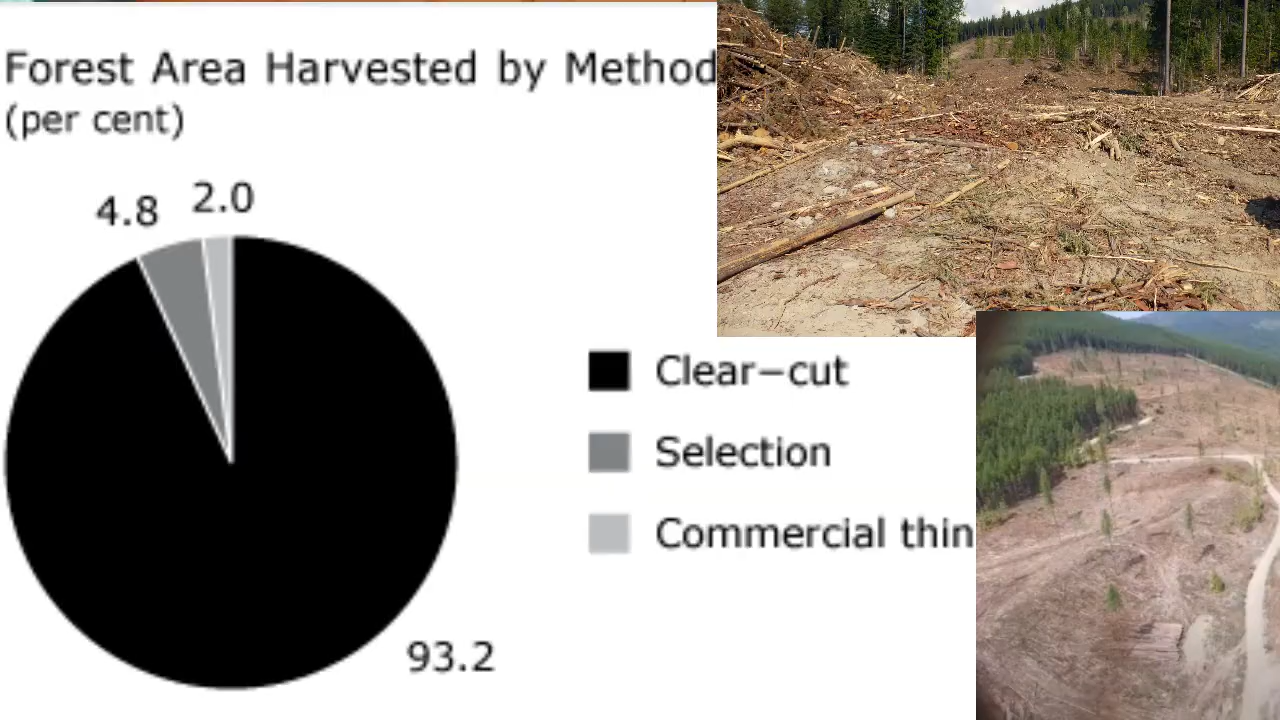 Forest Area Harvested by Method
(per cent)
4.8
2.0
Clear−cut
Selection
Commercial thin
93.2